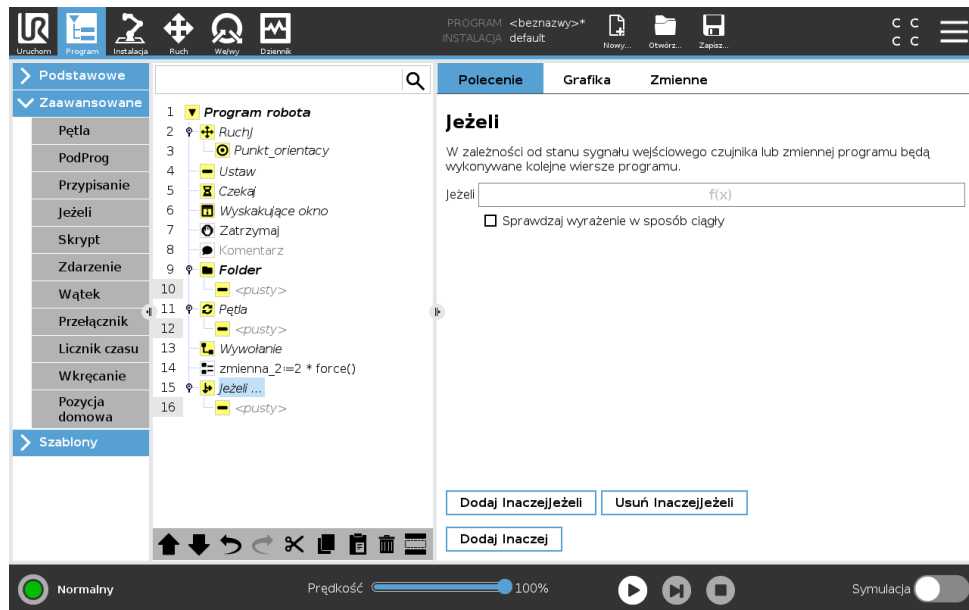 UR
Uruchom
Program
Instalacja
Ruch
We/wy
Dziennik
PROGRAM <beznazwy>*
INSTALACJA default
Nowy...
Otwórz...
Zapisz...
C C
C C
Podstawowe
Zaawansowane
Pętla
PodProg
Przypisanie
Jeżeli
Skrypt
Zdarzenie
Wątek
Przełącznik
Licznik czasu
Wkręcanie
Pozycja
domowa
Szablony
1 Program robota
2 RuchJ
3 Punkt_orientacy
4 Ustaw
5 Czekaj
6 Wyskakujące okno
7 Zatrzymaj
8 Komentarz
9 Folder
10 <pusty>
11 Pętla
12 <pusty>
13 Wywołanie
14 zmienna_2≔2 * force()
15 Jeżeli ...
16 <pusty>
Polecenie Grafika Zmienne
Jeżeli
W zależności od stanu sygnału wejściowego czujnika lub zmiennej programu będą
wykonywane kolejne wiersze programu.
Jeżeli f(x)
Sprawdzaj wyrażenie w sposób ciągły
Dodaj InaczejJeżeli Usuń InaczejJeżeli
Dodaj Inaczej
Normalny
Prędkość 100%
Symulacja